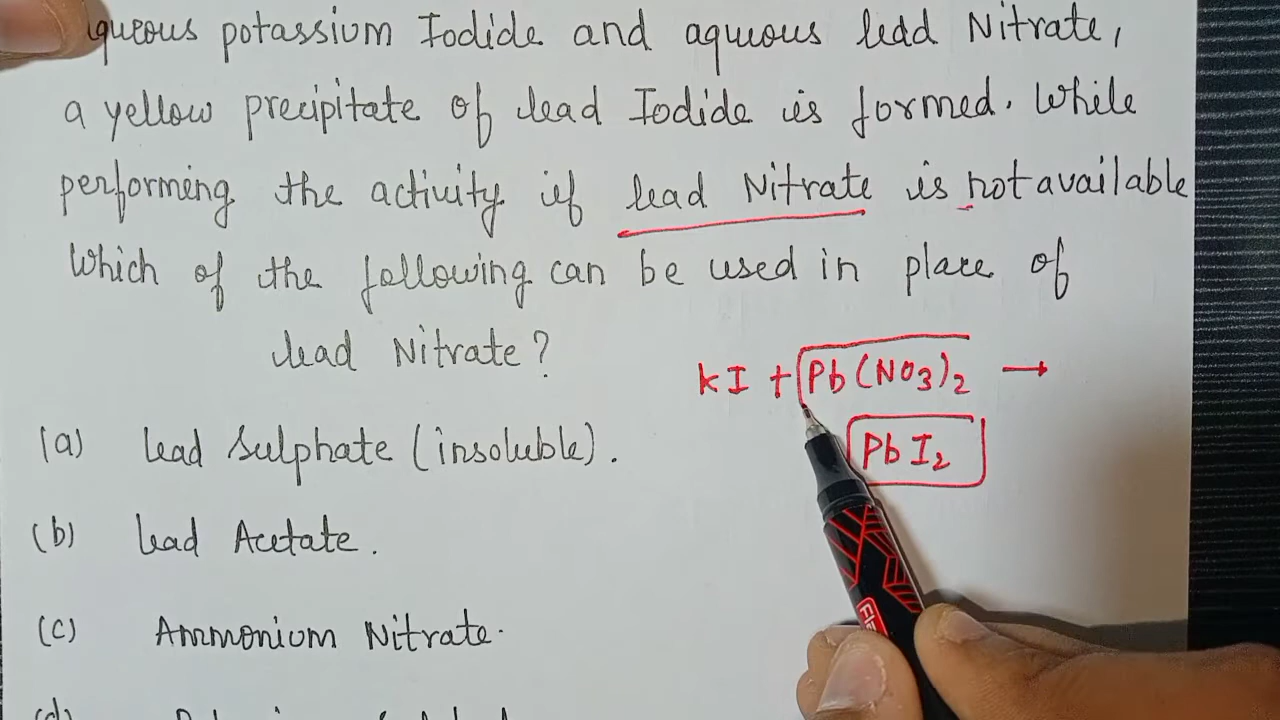 queous potassium Iodide and aqueous lead Nitrate,
a yellow precipitate of lead Iodide is formed. While
performing the activity if lead Nitrate is not available
Which of the following can be used in place of
lead Nitrate?
KI + Pb(NO3)2 →
PbI2
(a) Lead Sulphate (insoluble).
(b) Lead Acetate.
(c) Ammonium Nitrate.
(d)